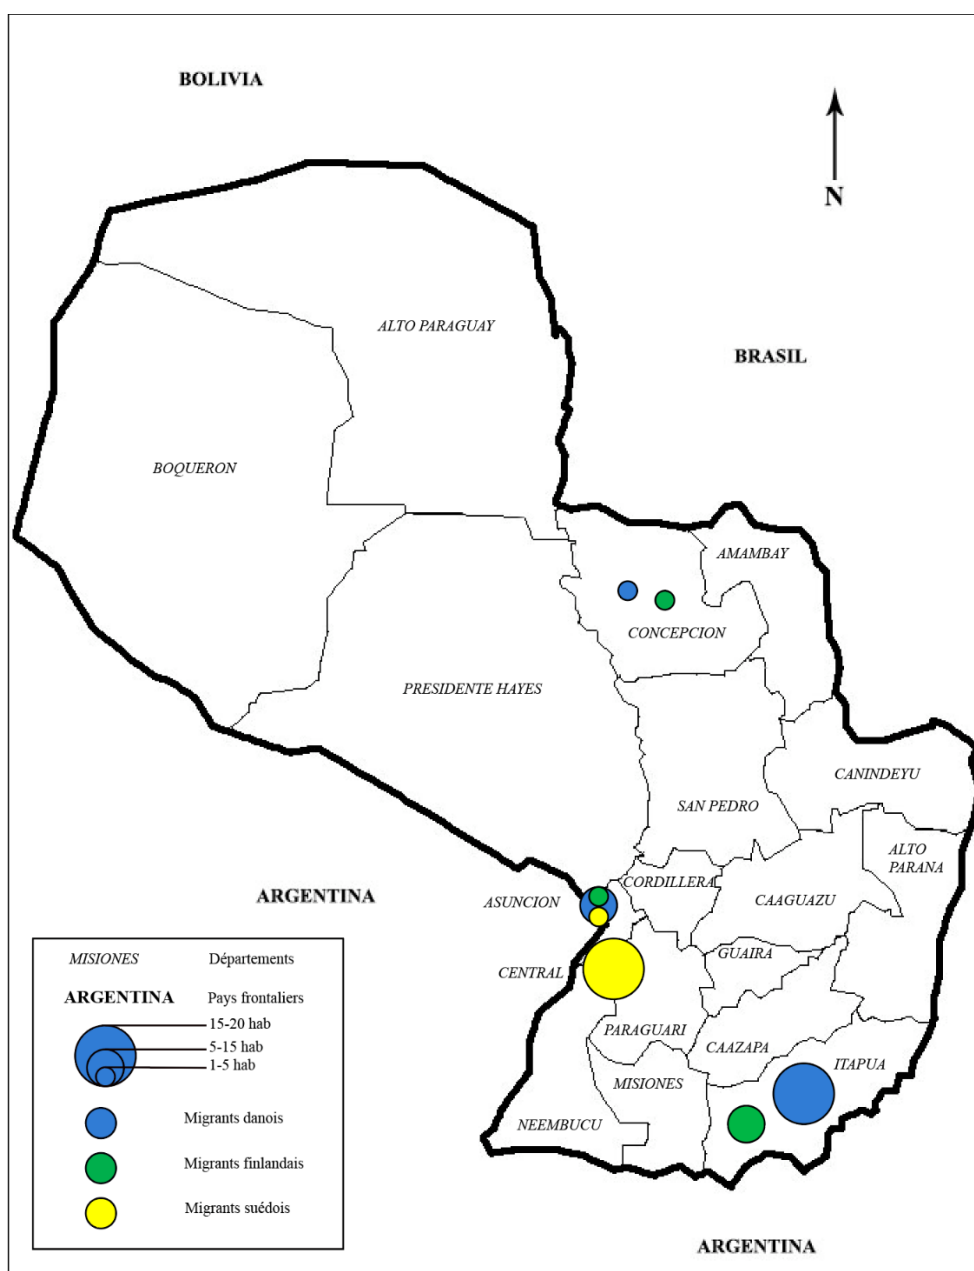 BOLIVIA
N
ALTO PARAGUAY
BRASIL
BOQUERON
AMAMBAY
CONCEPCION
PRESIDENTE HAYES
CANINDEYU
SAN PEDRO
ALTO
PARANA
CORDILLERA
ARGENTINA
ASUNCION
CAAGUAZU
GUAIRA
CENTRAL
PARAGUARI
CAAZAPA
ITAPUA
MISIONES
NEEMBUCU
ARGENTINA
MISIONES Départements
ARGENTINA Pays frontaliers
15-20 hab
5-15 hab
1-5 hab
Migrants danois
Migrants finlandais
Migrants suédois